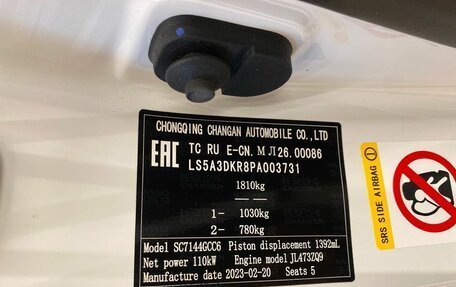 CHONGQING CHANGAN AUTOMOBILE CO.,LTD
EAC TC RU E-CN.МЛ26.00086
LS5A3DKR8PA003731
1810kg
—— ——
1- 1030kg
2- 780kg
Model SC7144GCC6 Piston displacement 1392mL
Net power 110kW Engine model JL473ZQ9
Manufacture date 2023-02-20 Seats 5
SRS SIDE AIRBAG